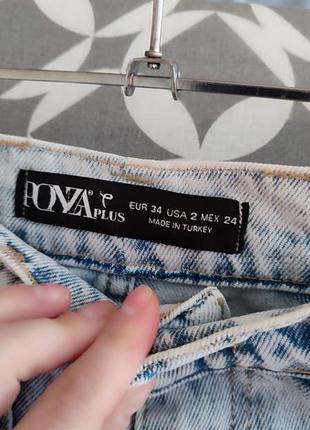 PONZA® PLUS
EUR 34 USA 2 MEX 24
MADE IN TURKEY